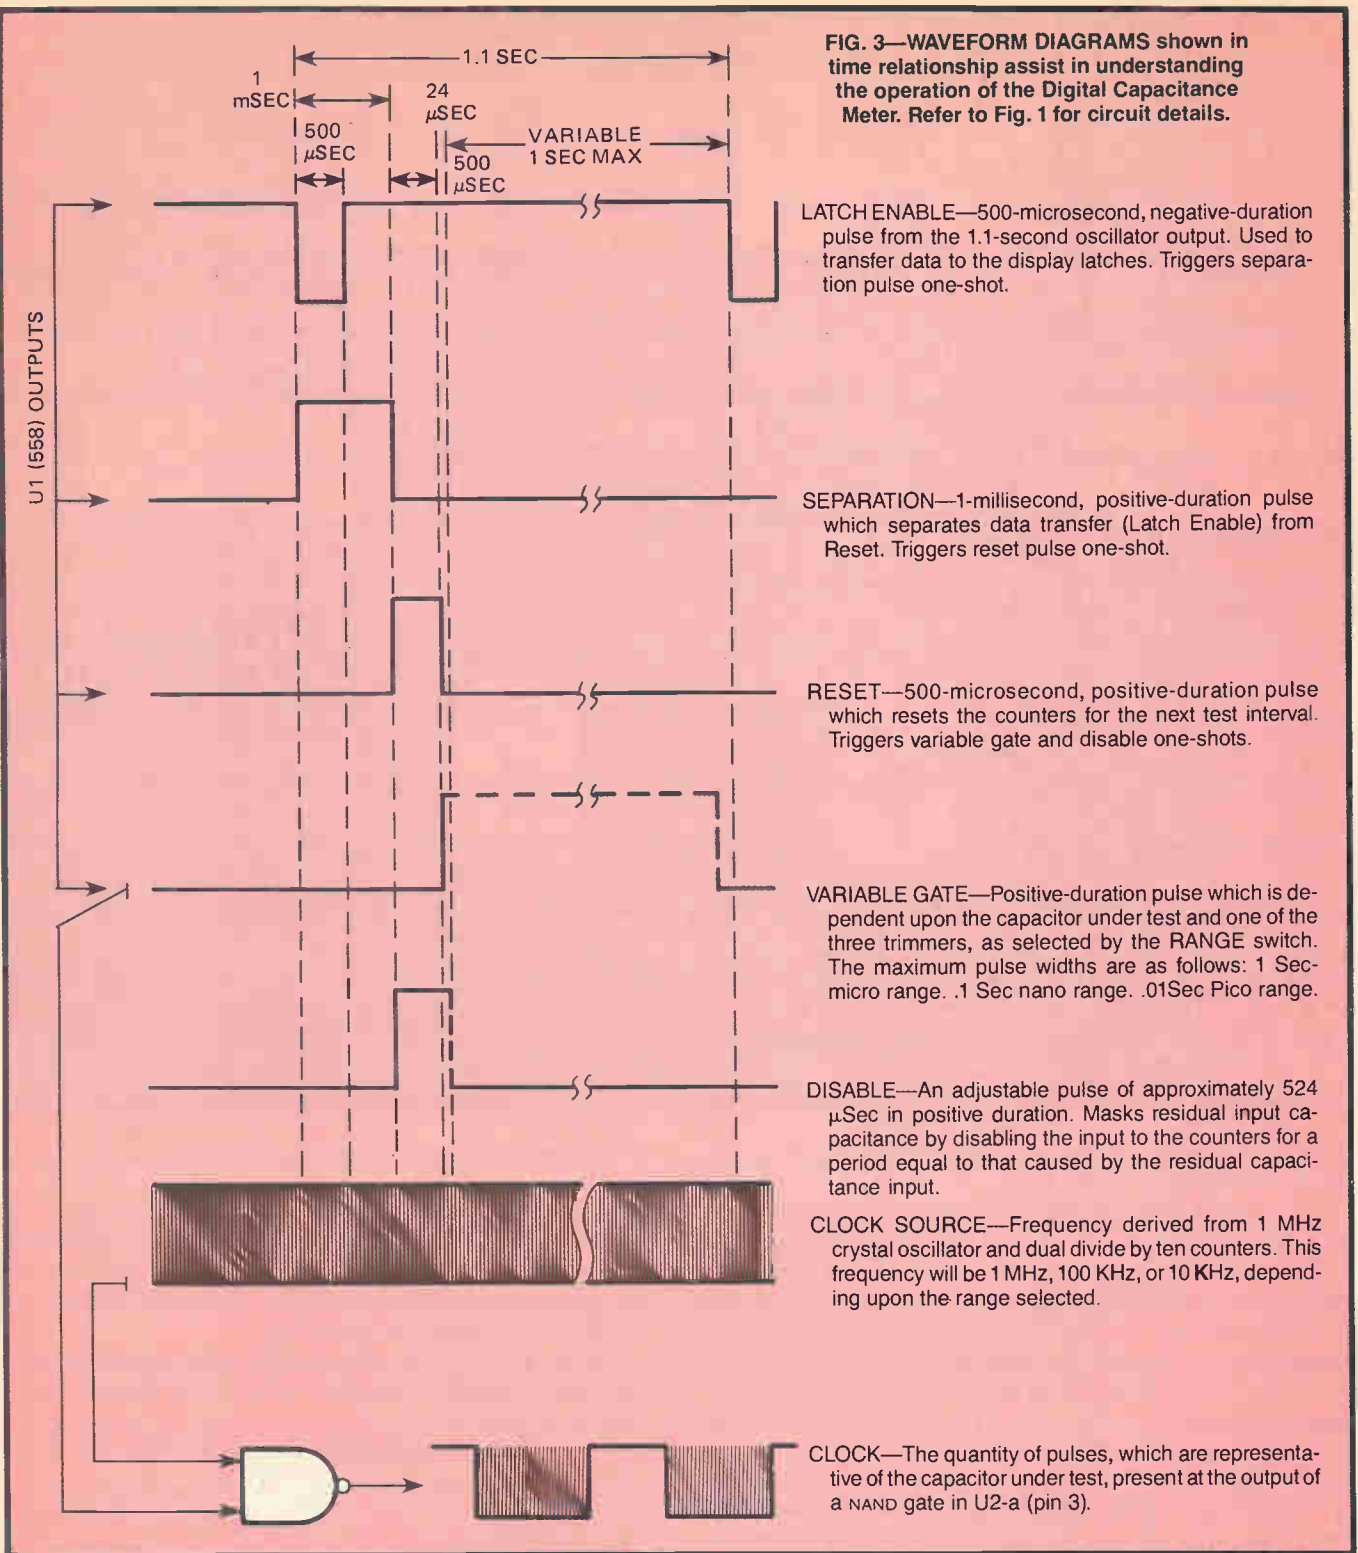 FIG. 3—WAVEFORM DIAGRAMS shown in
time relationship assist in understanding
the operation of the Digital Capacitance
Meter. Refer to Fig. 1 for circuit details.
1.1 SEC
1
mSEC
24
μSEC
500
μSEC
VARIABLE
1 SEC MAX
500
μSEC
U1 (558) OUTPUTS
LATCH ENABLE—500-microsecond, negative-duration
pulse from the 1.1-second oscillator output. Used to
transfer data to the display latches. Triggers separa-
tion pulse one-shot.
SEPARATION—1-millisecond, positive-duration pulse
which separates data transfer (Latch Enable) from
Reset. Triggers reset pulse one-shot.
RESET—500-microsecond, positive-duration pulse
which resets the counters for the next test interval.
Triggers variable gate and disable one-shots.
VARIABLE GATE—Positive-duration pulse which is de-
pendent upon the capacitor under test and one of the
three trimmers, as selected by the RANGE switch.
The maximum pulse widths are as follows: 1 Sec-
micro range. .1 Sec nano range. .01Sec Pico range.
DISABLE—An adjustable pulse of approximately 524
μSec in positive duration. Masks residual input ca-
pacitance by disabling the input to the counters for a
period equal to that caused by the residual capaci-
tance input.
CLOCK SOURCE—Frequency derived from 1 MHz
crystal oscillator and dual divide by ten counters. This
frequency will be 1 MHz, 100 KHz, or 10 KHz, depend-
ing upon the range selected.
CLOCK—The quantity of pulses, which are representa-
tive of the capacitor under test, present at the output of
a NAND gate in U2-a (pin 3).